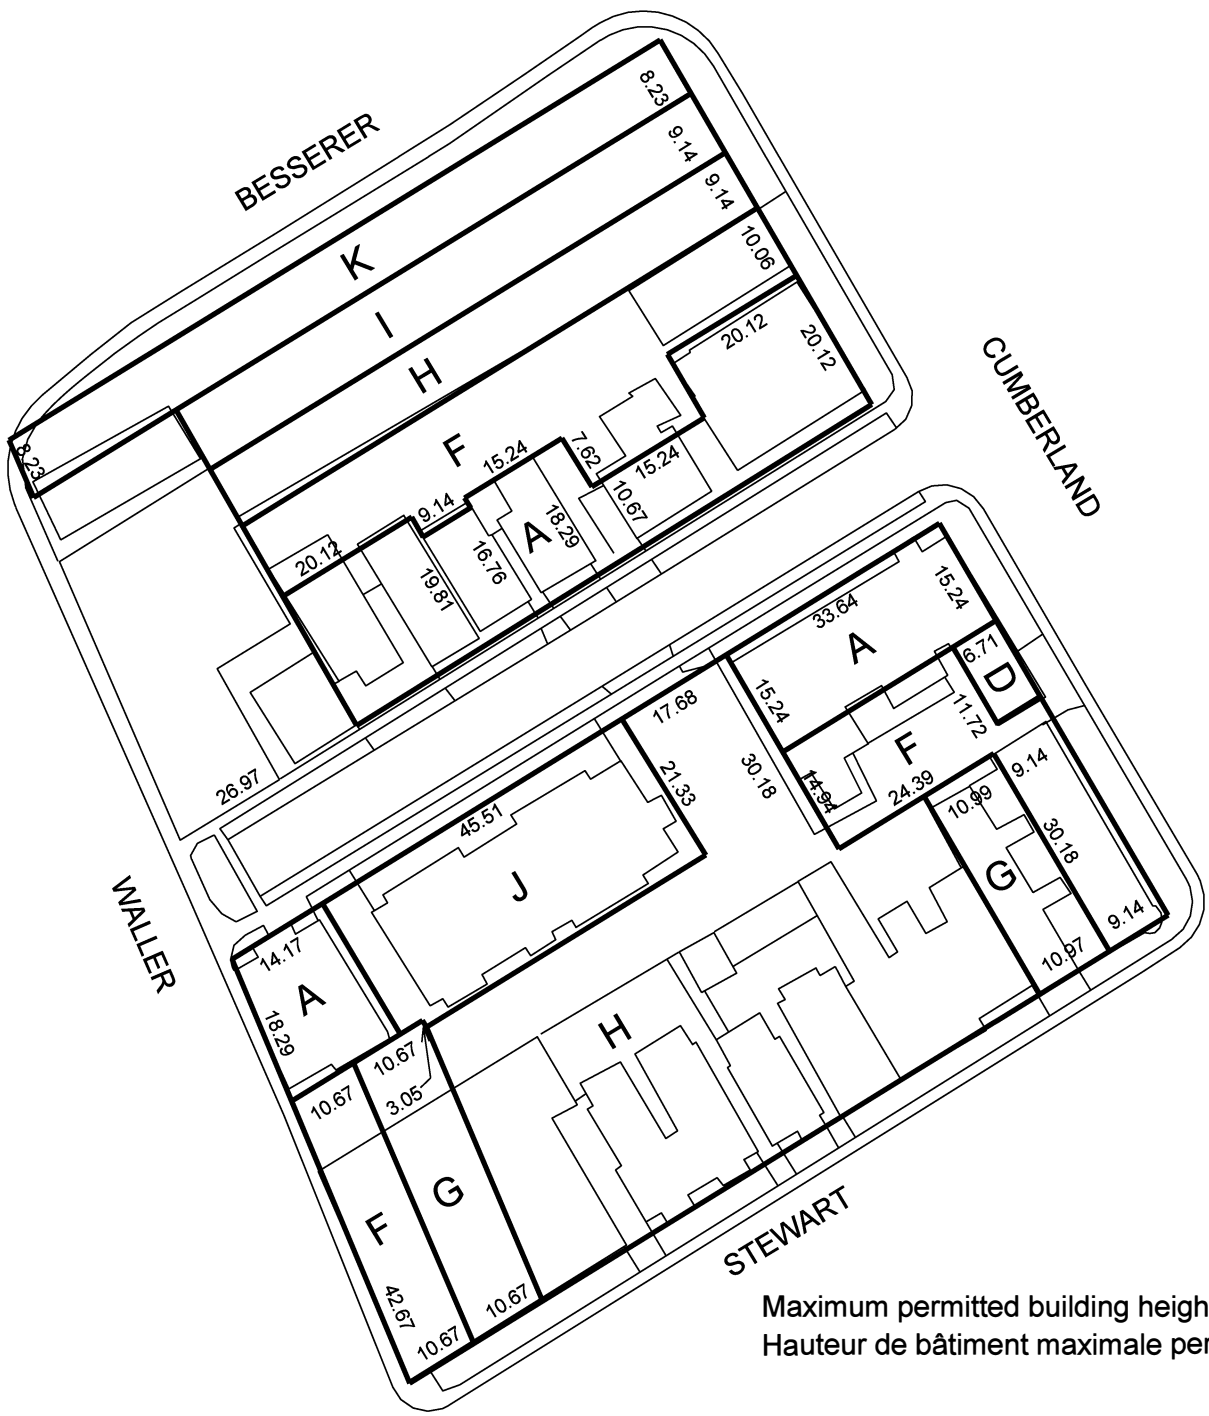 BESSERER
8.23
9.14
9.14
10.06
K
I
H
F
20.12
20.12
CUMBERLAND
8.23
15.24
7.62
15.24
10.67
9.14
A
18.29
16.76
20.12
19.81
26.97
15.24
33.64
A
6.71
D
15.24
17.68
11.72
F
30.18
21.33
14.94
24.39
9.14
10.99
30.18
45.51
J
G
WALLER
9.14
14.17
10.97
A
18.29
H
10.67
10.67
3.05
G
F
STEWART
42.67
10.67
10.67
Maximum permitted building heigh
Hauteur de bâtiment maximale per